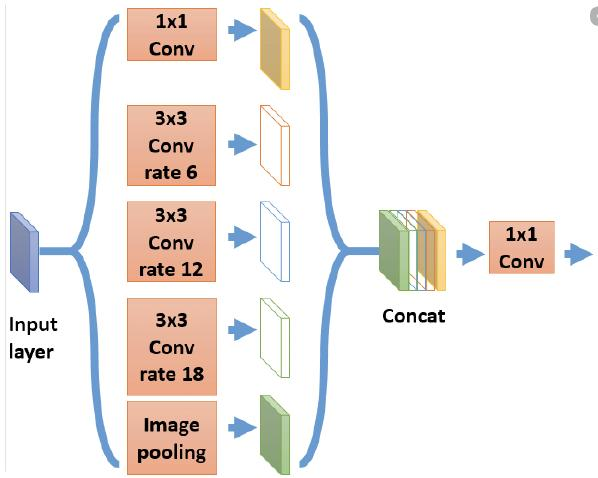 1x1
Conv
3x3
Conv
rate 6
3x3
Conv
rate 12
3x3
Conv
rate 18
Image
pooling
Input
layer
Concat
1x1
Conv